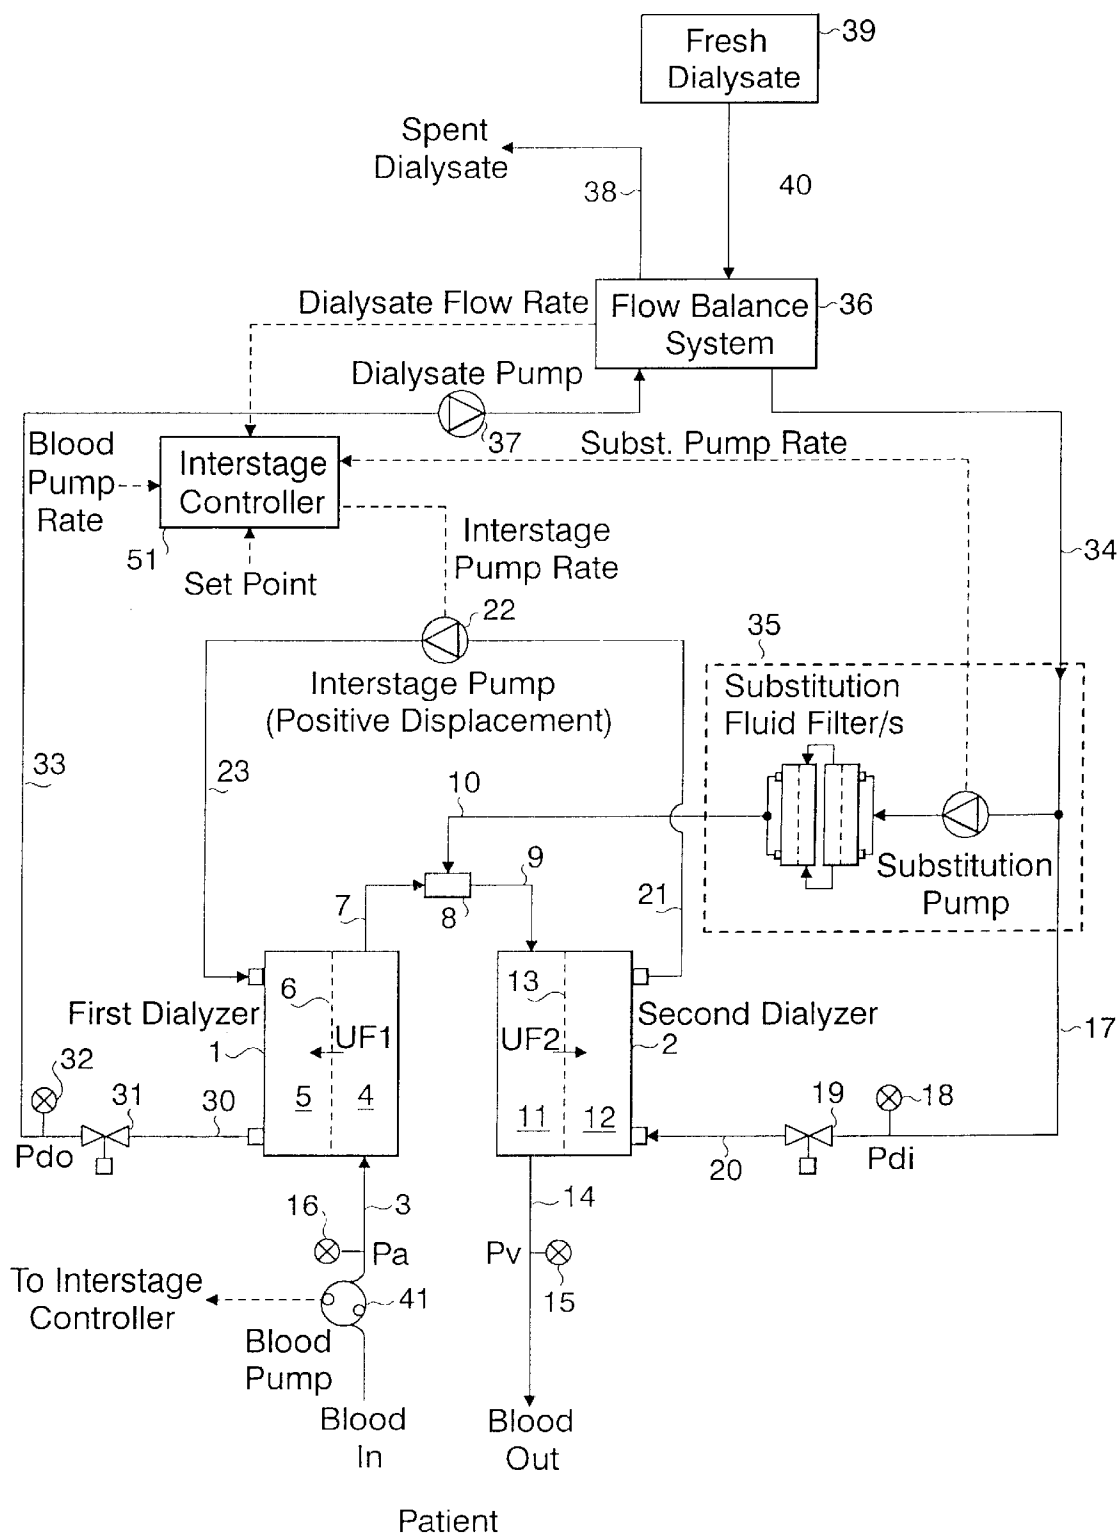 Fresh
Dialysate
39
Spent
Dialysate
38
40
Dialysate Flow Rate
Flow Balance
System
36
Dialysate Pump
37
Blood
Pump
Rate
Interstage
Controller
51
Set Point
Subst. Pump Rate
Interstage
Pump Rate
34
22
35
Interstage Pump
(Positive Displacement)
Substitution
Fluid Filter/s
33
23
10
9
Substitution
Pump
7
8
21
6
13
First Dialyzer
UF1
UF2
Second Dialyzer
17
1
2
32
31
30
5
4
11
12
19
18
Pdo
20
Pdi
16
3
14
Pa
Pv
To Interstage
Controller
41
15
Blood
Pump
Blood
In
Blood
Out
Patient